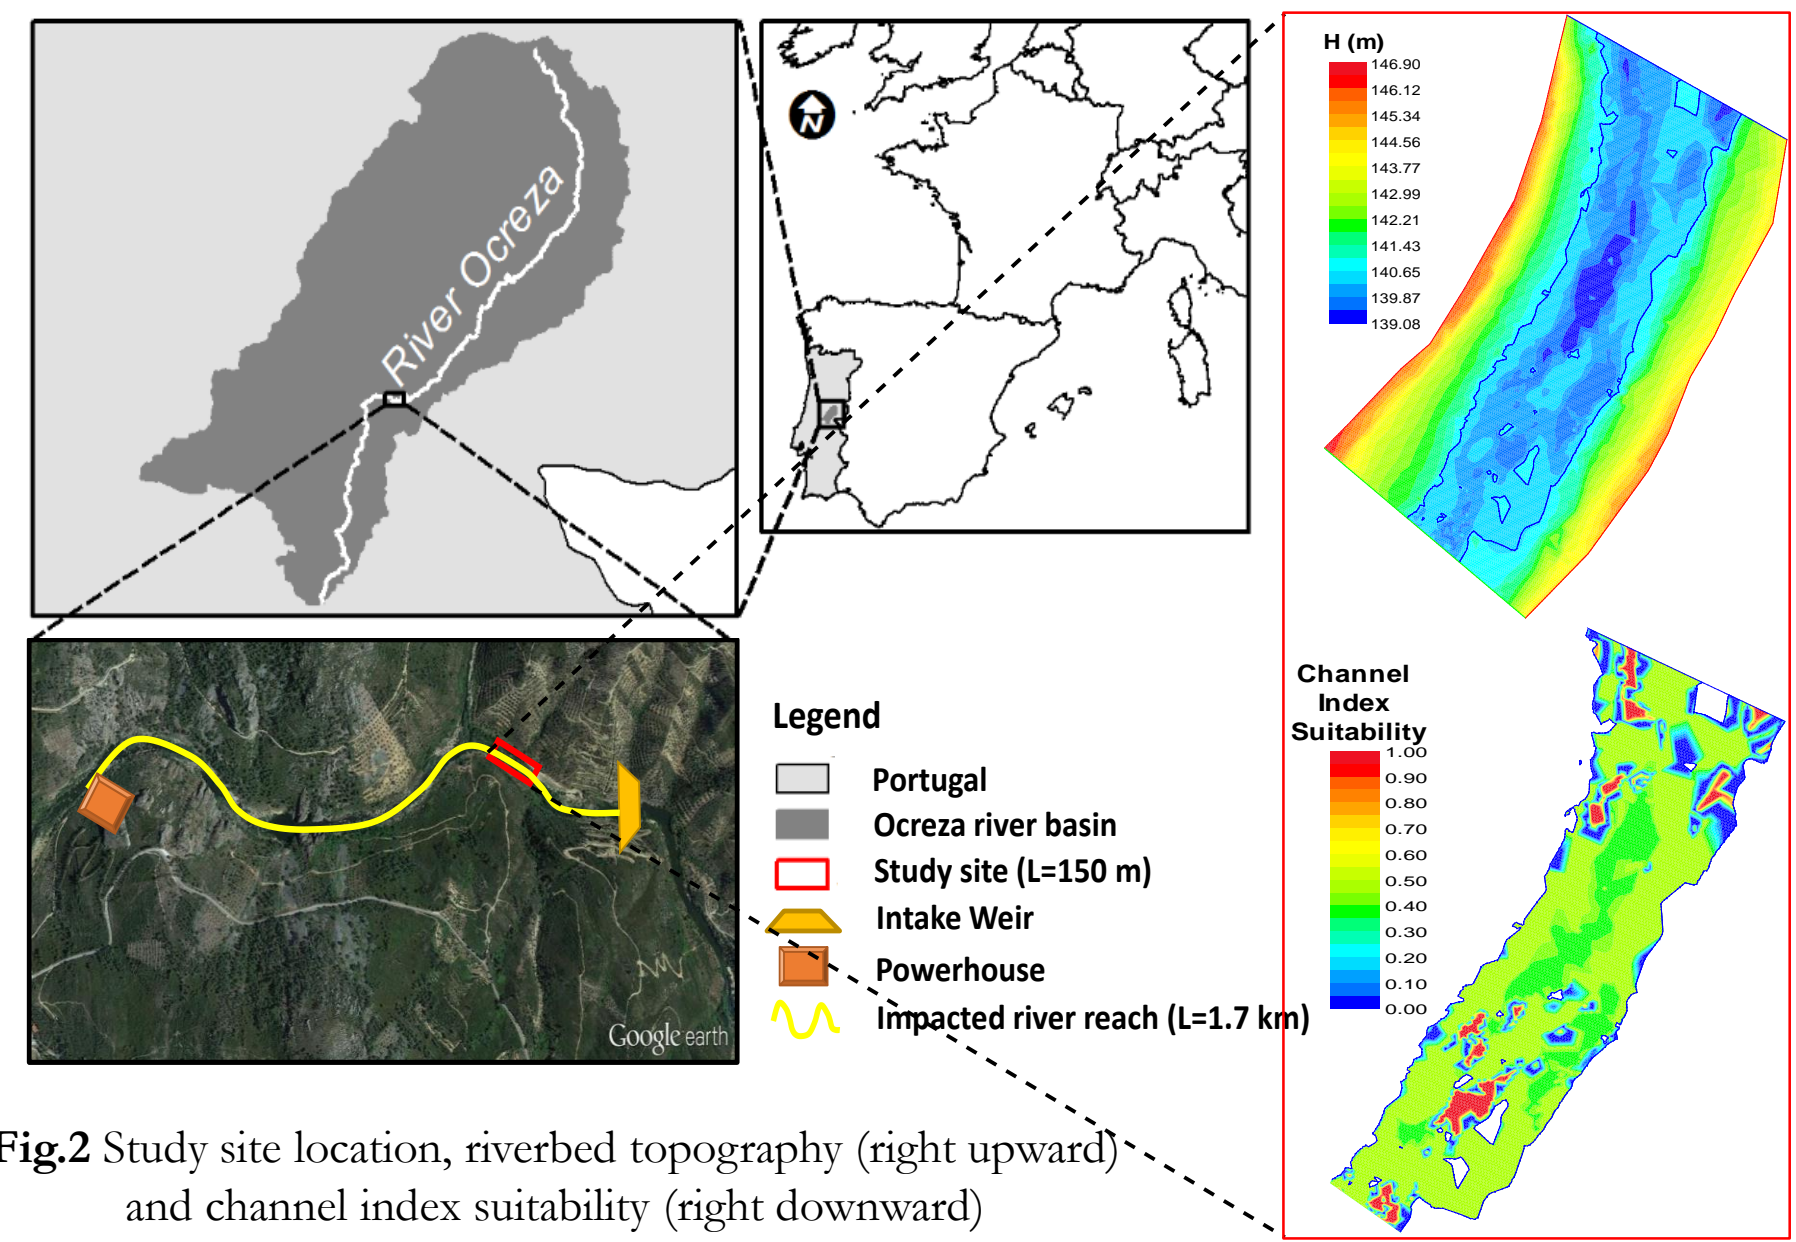 River Ocreza
N
H (m)
146.90
146.12
145.34
144.56
143.77
142.99
142.21
141.43
140.65
139.87
139.08
Google earth
Legend
Portugal
Ocreza river basin
Study site (L=150 m)
Intake Weir
Powerhouse
Impacted river reach (L=1.7 km)
Channel
Index
Suitability
1.00
0.90
0.80
0.70
0.60
0.50
0.40
0.30
0.20
0.10
0.00
Fig.2 Study site location, riverbed topography (right upward)
and channel index suitability (right downward)